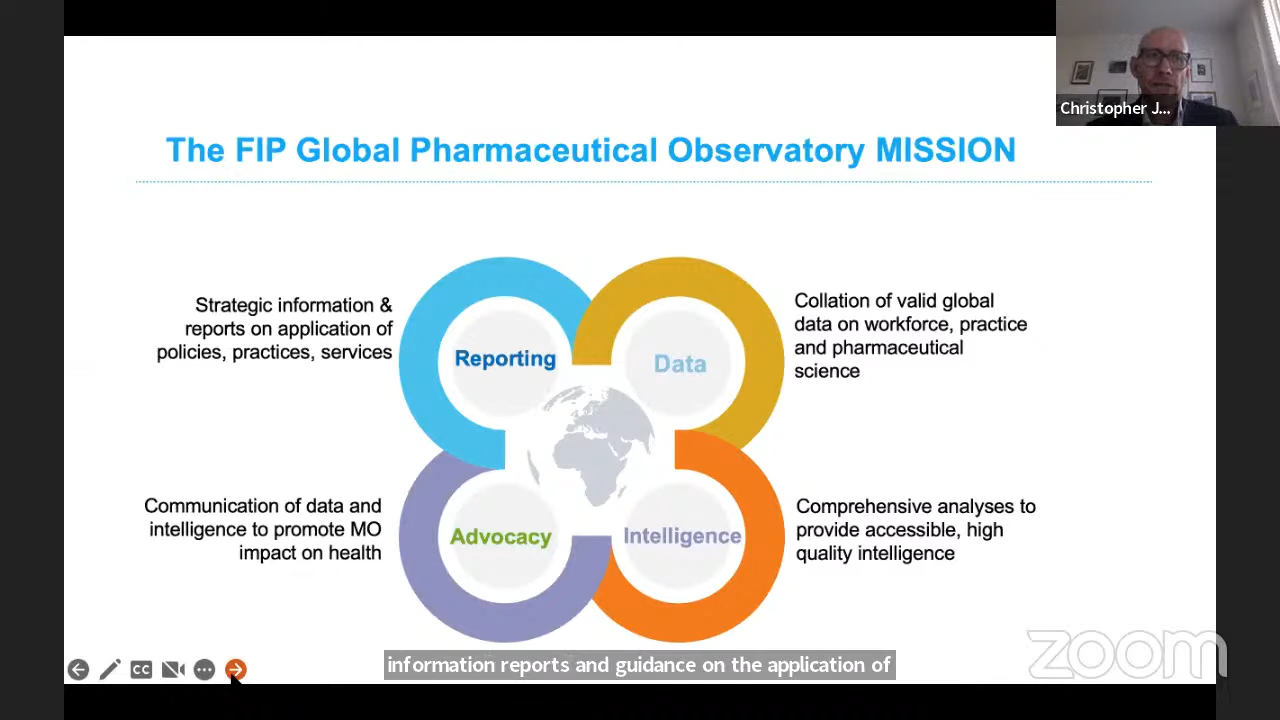 Christopher J...
The FIP Global Pharmaceutical Observatory MISSION
Strategic information &
reports on application of
policies, practices, services
Reporting
Data
Collation of valid global
data on workforce, practice
and pharmaceutical
science
Communication of data and
intelligence to promote MO
impact on health
Advocacy
Intelligence
Comprehensive analyses to
provide accessible, high
quality intelligence
CC
information reports and guidance on the application of
zoom